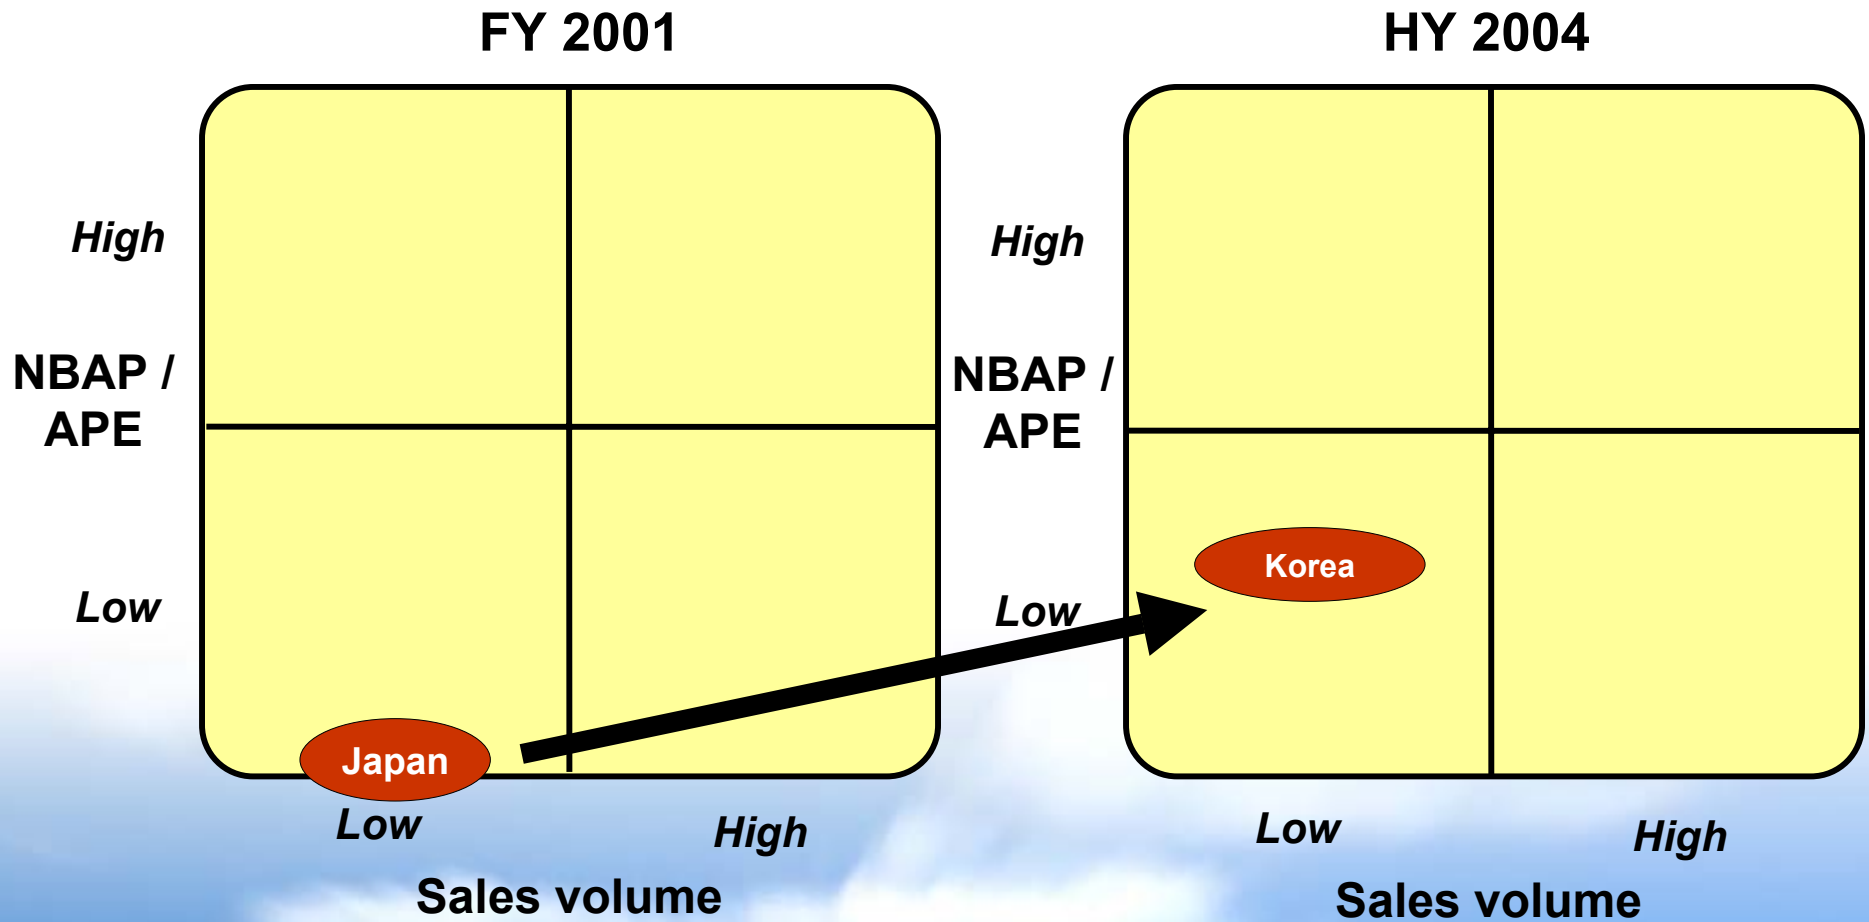 FY 2001
HY 2004
High
High
NBAP /
APE
NBAP /
APE
Low
Low
Korea
Japan
Low
High
Low
High
Sales volume
Sales volume